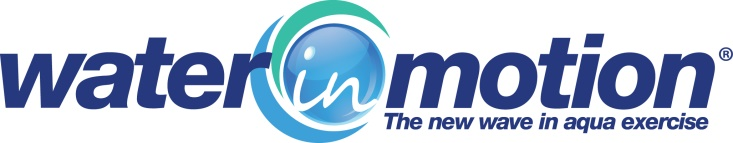 water in motion®
The new wave in aqua exercise